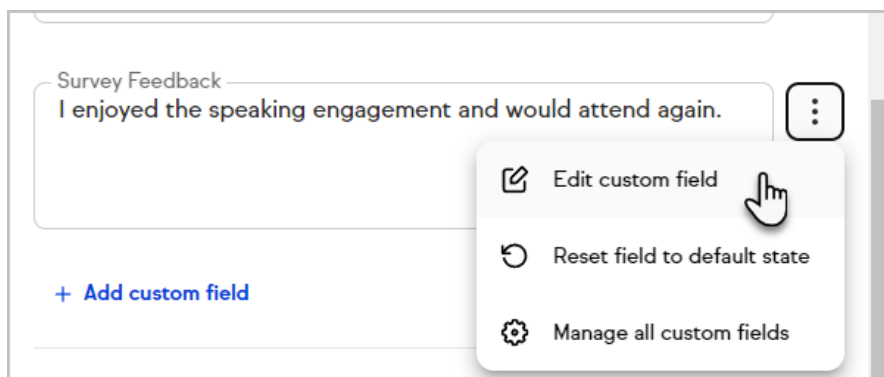 Survey Feedback
I enjoyed the speaking engagement and would attend again.
Edit custom field
Reset field to default state
+ Add custom field
Manage all custom fields